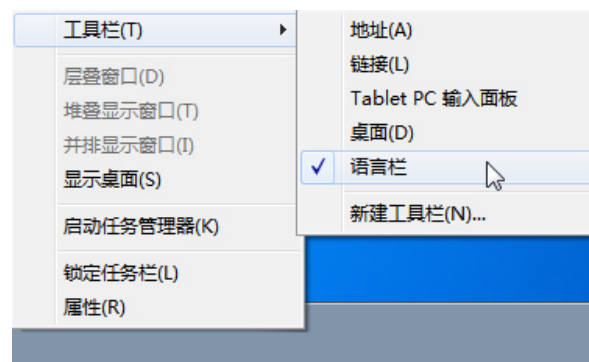 工具栏(T)
层叠窗口(D)
堆叠显示窗口(T)
并排显示窗口(I)
显示桌面(S)
启动任务管理器(K)
锁定任务栏(L)
属性(R)
地址(A)
链接(L)
Tablet PC 输入面板
桌面(D)
语言栏
新建工具栏(N)...